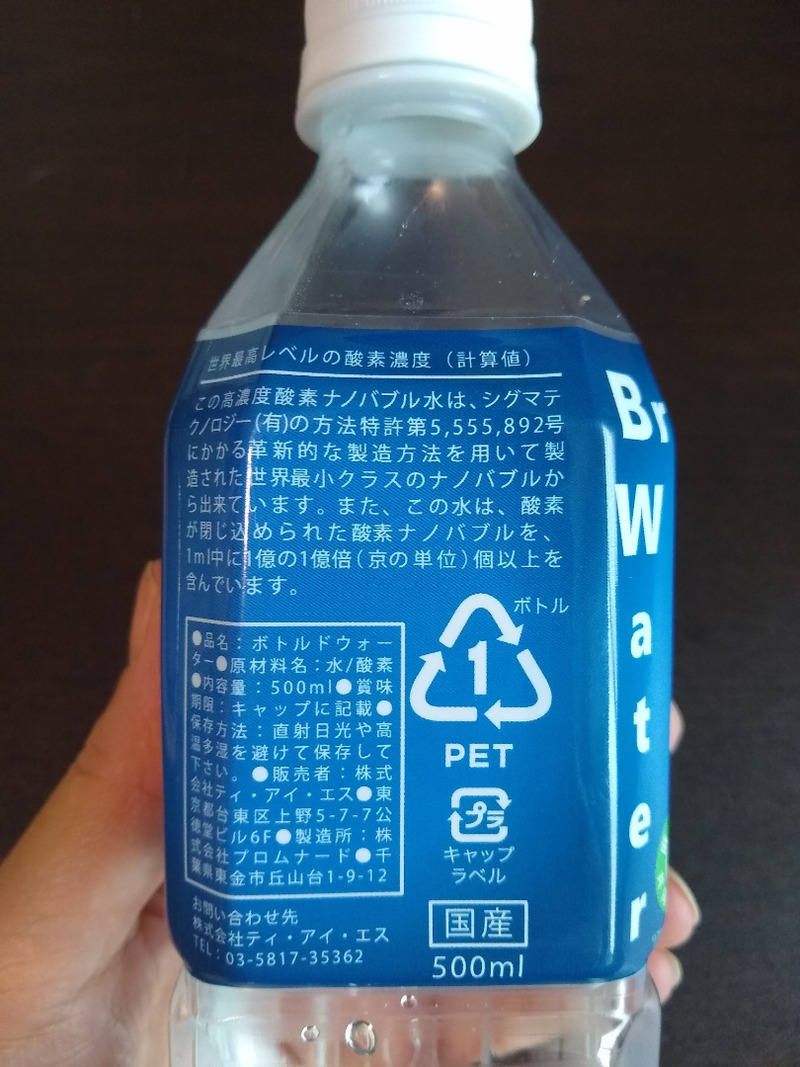 世界最高レベルの酸素濃度（計算値）
この高濃度酸素ナノバブル水は、シグマテ
クノロジー(有)の方法特許第5,555,892号
にかかる革新的な製造方法を用いて製
造された世界最小クラスのナノバブルか
ら出来ています。また、この水は、酸素
が閉じ込められた酸素ナノバブルを、
1ml中に1億の1億倍（京の単位）個以上を
含んでいます。
●品名：ボトルドウォー
ター●原材料名：水/酸素
●内容量：500ml●賞味
期限：キャップに記載●
保存方法：直射日光や高
温多湿を避けて保存して
下さい。●販売者：株式
会社ティ・アイ・エス●東
京都台東区上野5-7-7公
徳堂ビル6F●製造所：株
式会社プロムナード●千
葉県東金市丘山台1-9-12
お問い合わせ先
株式会社ティ・アイ・エス
TEL：03-5817-35362
ボトル
1
PET
プラ
キャップ
ラベル
国産
500ml
Br
Water